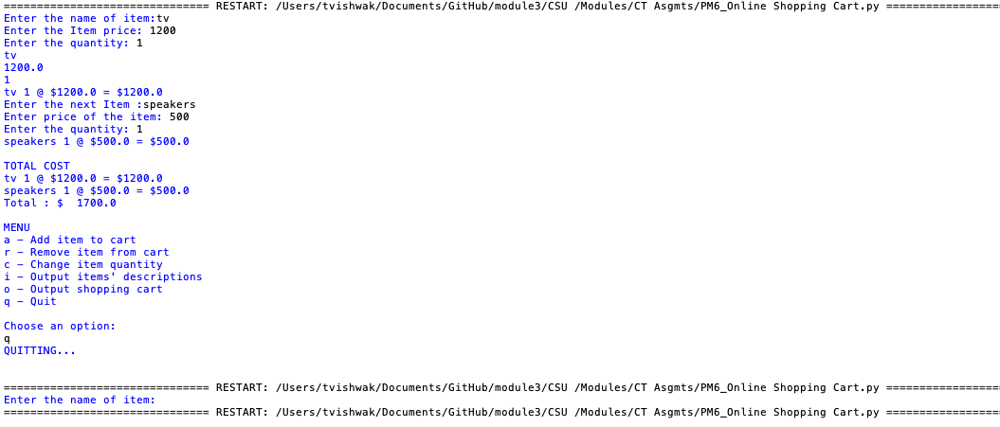 =============================== RESTART: /Users/tvishwak/Documents/GitHub/module3/CSU /Modules/CT Asgmts/PM6_Online Shopping Cart.py =================
Enter the name of item:tv
Enter the Item price: 1200
Enter the quantity: 1
tv
1200.0
1
tv 1 @ $1200.0 = $1200.0
Enter the next Item :speakers
Enter price of the item: 500
Enter the quantity: 1
speakers 1 @ $500.0 = $500.0

TOTAL COST
tv 1 @ $1200.0 = $1200.0
speakers 1 @ $500.0 = $500.0
Total : $  1700.0

MENU
a - Add item to cart
r - Remove item from cart
c - Change item quantity
i - Output items' descriptions
o - Output shopping cart
q - Quit

Choose an option:
q
QUITTING...

=============================== RESTART: /Users/tvishwak/Documents/GitHub/module3/CSU /Modules/CT Asgmts/PM6_Online Shopping Cart.py =================
Enter the name of item:
=============================== RESTART: /Users/tvishwak/Documents/GitHub/module3/CSU /Modules/CT Asgmts/PM6_Online Shopping Cart.py =================